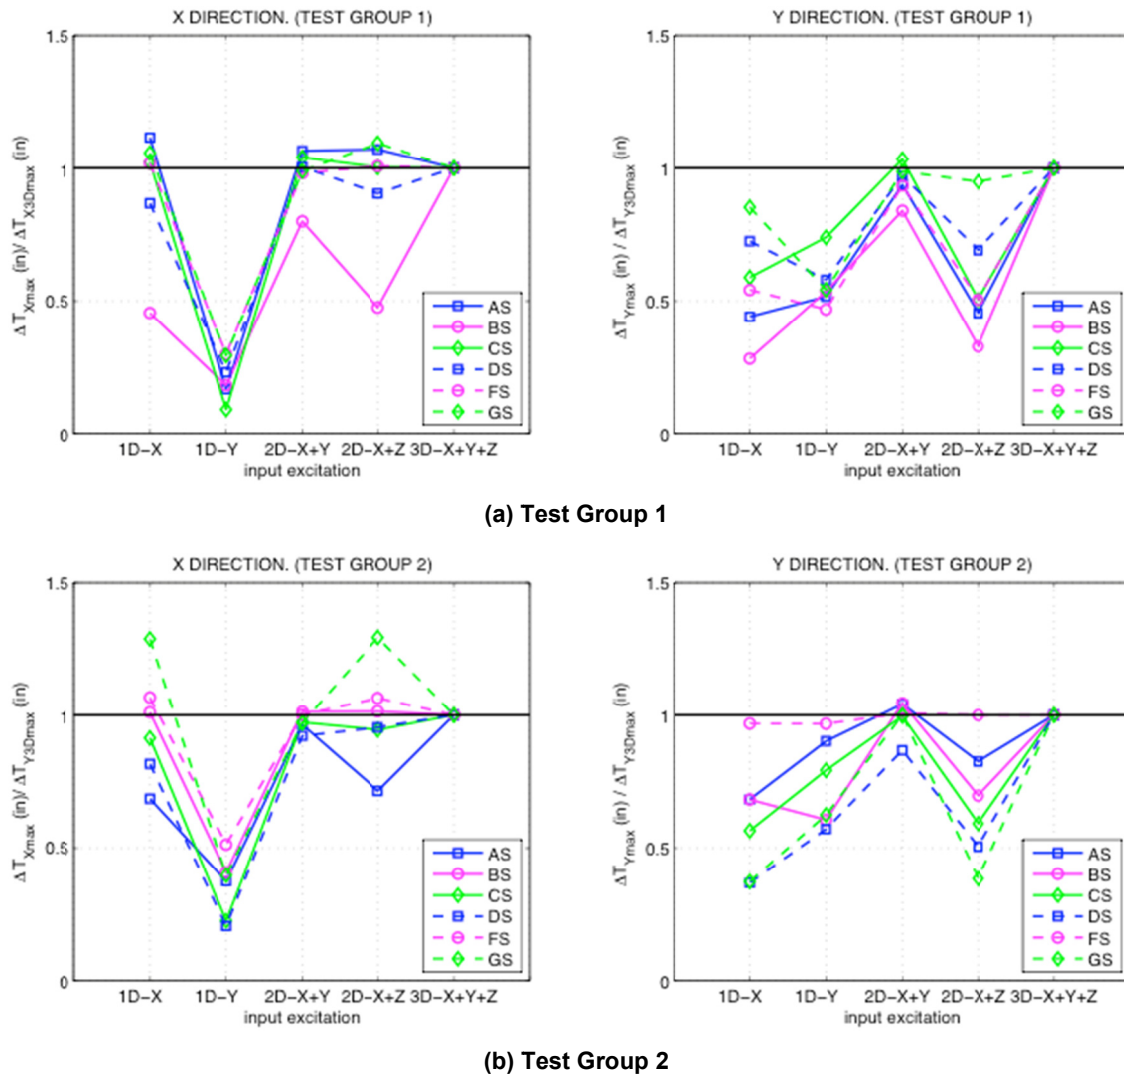 X DIRECTION. (TEST GROUP 1)
1.5
1
0.5
0
ΔT_Xmax (in)/ ΔT_X3Dmax (in)
1D-X 1D-Y 2D-X+Y 2D-X+Z 3D-X+Y+Z
input excitation
AS
BS
CS
DS
FS
GS
Y DIRECTION. (TEST GROUP 1)
1.5
1
0.5
0
ΔT_Ymax (in) / ΔT_Y3Dmax (in)
1D-X 1D-Y 2D-X+Y 2D-X+Z 3D-X+Y+Z
input excitation
AS
BS
CS
DS
FS
GS
(a) Test Group 1
X DIRECTION. (TEST GROUP 2)
1.5
1
0.5
0
ΔT_Xmax (in)/ ΔT_Y3Dmax (in)
1D-X 1D-Y 2D-X+Y 2D-X+Z 3D-X+Y+Z
input excitation
AS
BS
CS
DS
FS
GS
Y DIRECTION. (TEST GROUP 2)
1.5
1
0.5
0
ΔT_Ymax (in) / ΔT_Y3Dmax (in)
1D-X 1D-Y 2D-X+Y 2D-X+Z 3D-X+Y+Z
input excitation
AS
BS
CS
DS
FS
GS
(b) Test Group 2